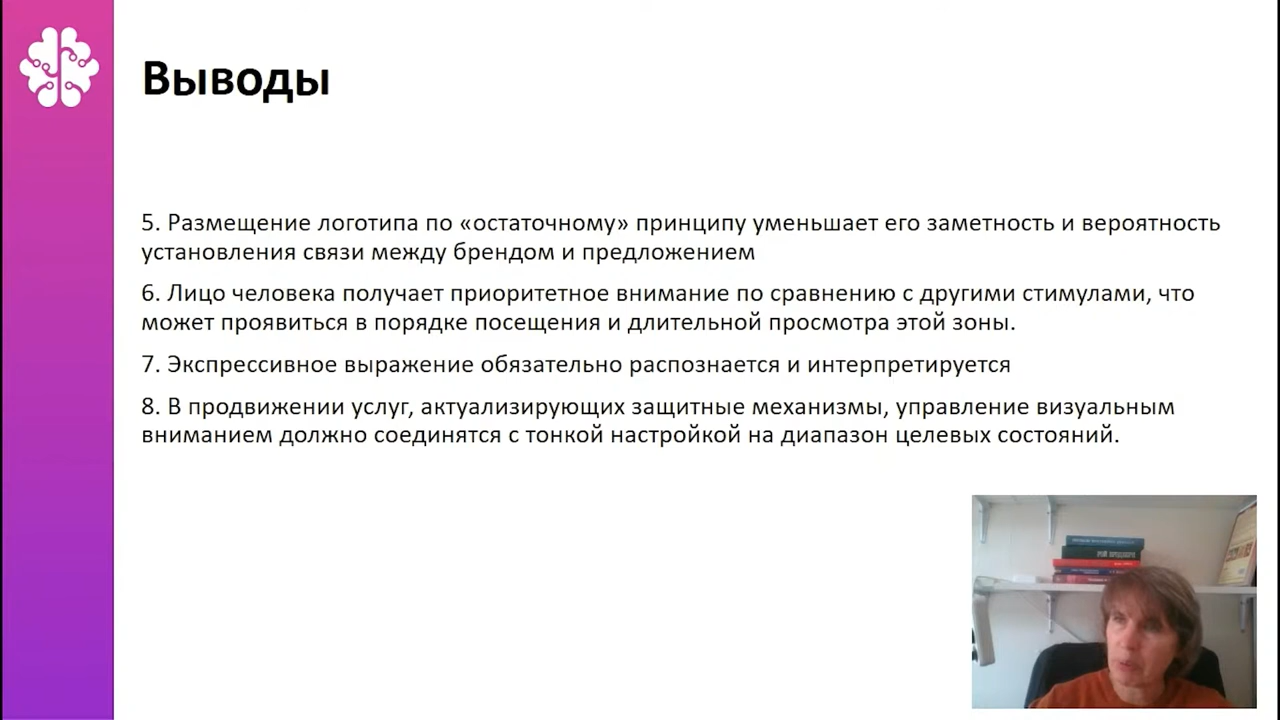 Выводы
5. Размещение логотипа по «остаточному» принципу уменьшает его заметность и вероятность
установления связи между брендом и предложением
6. Лицо человека получает приоритетное внимание по сравнению с другими стимулами, что
может проявиться в порядке посещения и длительной просмотра этой зоны.
7. Экспрессивное выражение обязательно распознается и интерпретируется
8. В продвижении услуг, актуализирующих защитные механизмы, управление визуальным
вниманием должно соединятся с тонкой настройкой на диапазон целевых состояний.